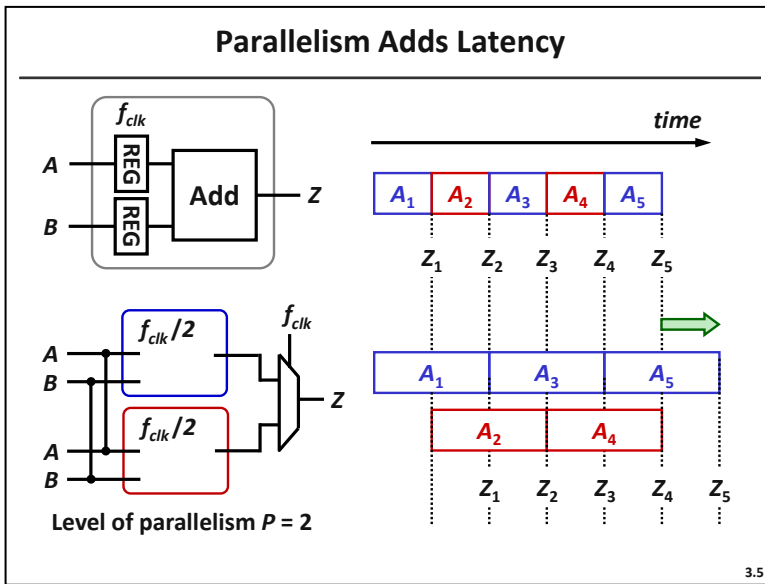 Parallelism Adds Latency
f_clk
A
REG
B
REG
Add
Z
time
A_1 A_2 A_3 A_4 A_5
Z_1 Z_2 Z_3 Z_4 Z_5
f_clk/2
f_clk
A
B
Z
f_clk/2
A
B
Level of parallelism P = 2
A_1 A_3 A_5
A_2 A_4
Z_1 Z_2 Z_3 Z_4 Z_5
3.5